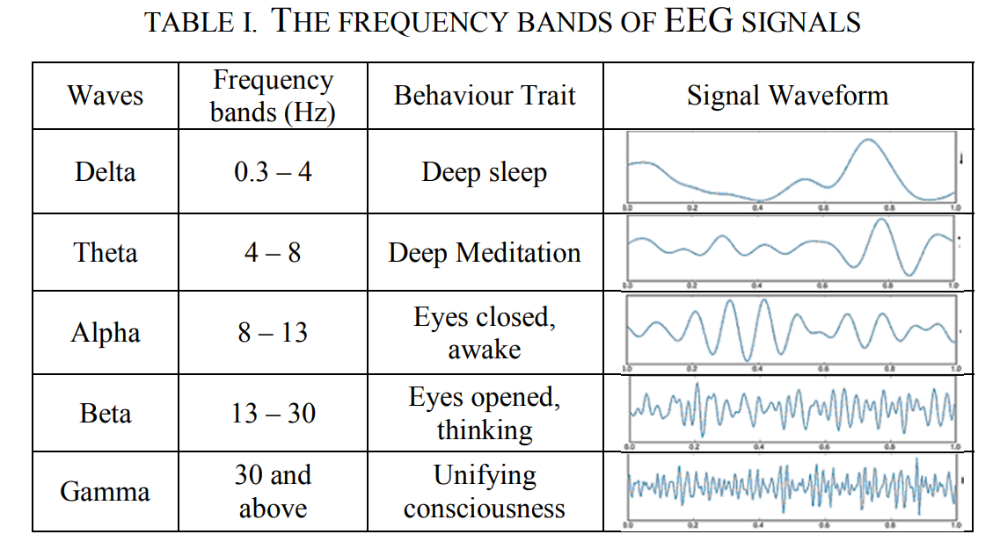 TABLE I. THE FREQUENCY BANDS OF EEG SIGNALS
Waves
Frequency
bands (Hz)
Behaviour Trait
Signal Waveform
Delta
0.3 – 4
Deep sleep
0.0 0.2 0.4 0.6 0.8 1.0
Theta
4 – 8
Deep Meditation
0.0 0.2 0.4 0.6 0.8 1.0
Alpha
8 – 13
Eyes closed,
awake
0.0 0.2 0.4 0.6 0.8 1.0
Beta
13 – 30
Eyes opened,
thinking
0.0 0.2 0.4 0.6 0.8 1.0
Gamma
30 and
above
Unifying
consciousness
0.0 0.2 0.4 0.6 0.8 1.0